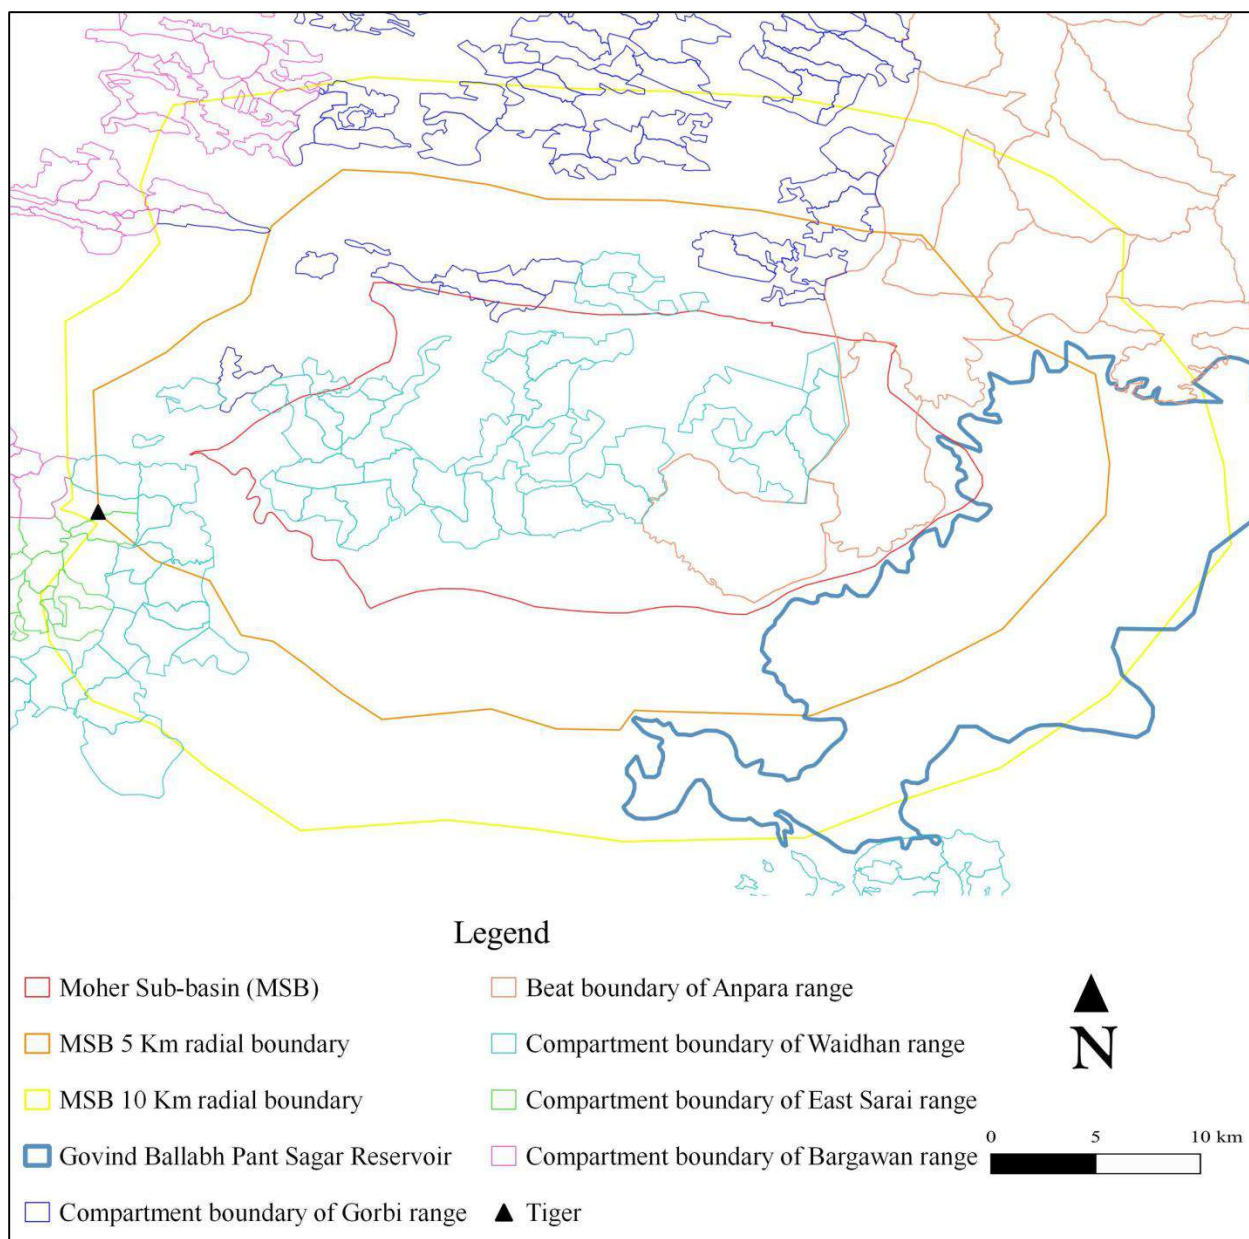 Legend
Moher Sub-basin (MSB)
MSB 5 Km radial boundary
MSB 10 Km radial boundary
Govind Ballabh Pant Sagar Reservoir
Compartment boundary of Gorbi range
Beat boundary of Anpara range
Compartment boundary of Waidhan range
Compartment boundary of East Sarai range
Compartment boundary of Bargawan range
Tiger
N
0 5 10 km